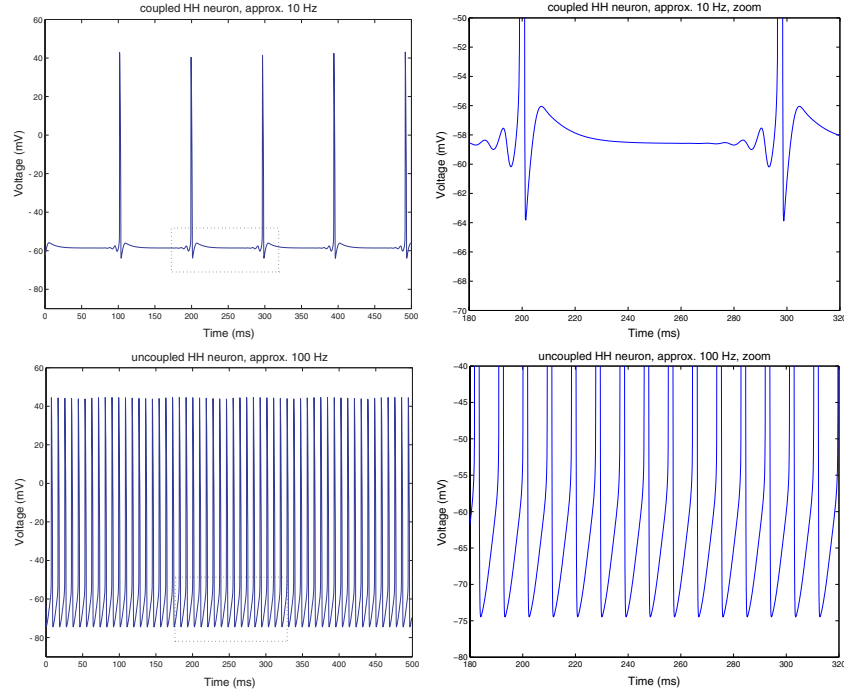 coupled HH neuron, approx. 10 Hz
60
40
20
0
- 20
- 40
- 60
- 80
Voltage (mV)
0 50 100 150 200 250 300 350 400 450 500
Time (ms)
coupled HH neuron, approx. 10 Hz, zoom
−50
−52
−54
−56
−58
−60
−62
−64
−66
−68
−70
Voltage (mV)
180 200 220 240 260 280 300 320
Time (ms)
uncoupled HH neuron, approx. 100 Hz
60
40
20
0
- 20
- 40
- 60
- 80
Voltage (mV)
0 50 100 150 200 250 300 350 400 450 500
Time (ms)
uncoupled HH neuron, approx. 100 Hz, zoom
−40
−45
−50
−55
−60
−65
−70
−75
−80
Voltage (mV)
180 200 220 240 260 280 300 320
Time (ms)